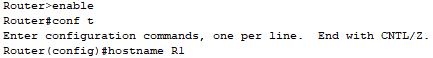 Router>enable
Router#conf t
Enter configuration commands, one per line.  End with CNTL/Z.
Router(config)#hostname R1